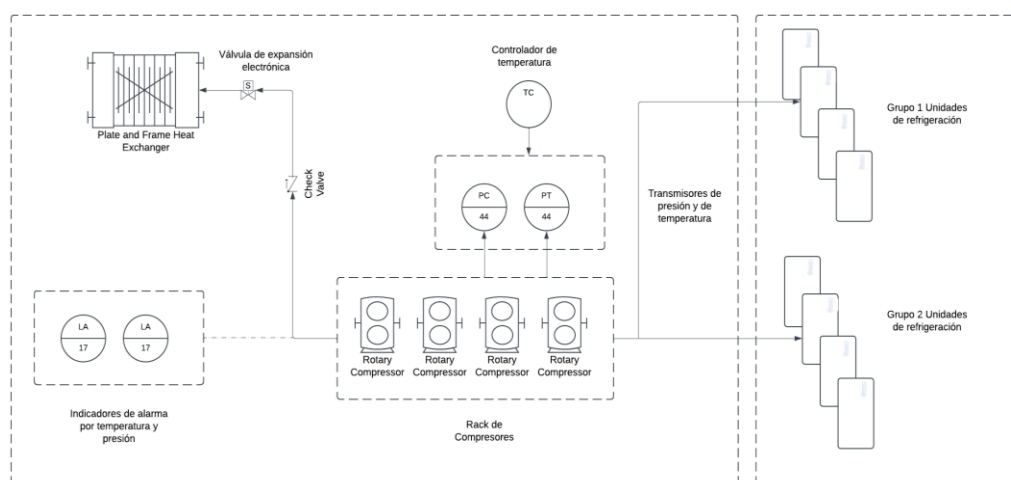 Válvula de expansión
electrónica
S
Plate and Frame Heat
Exchanger
Check
Valve
Controlador de
temperatura
TC
PC
44
PT
44
Transmisores de
presión y de
temperatura
Grupo 1 Unidades
de refrigeración
Grupo 2 Unidades
de refrigeración
LA
17
LA
17
Indicadores de alarma
por temperatura y
presión
Rotary
Compressor
Rotary
Compressor
Rotary
Compressor
Rotary
Compressor
Rack de
Compresores